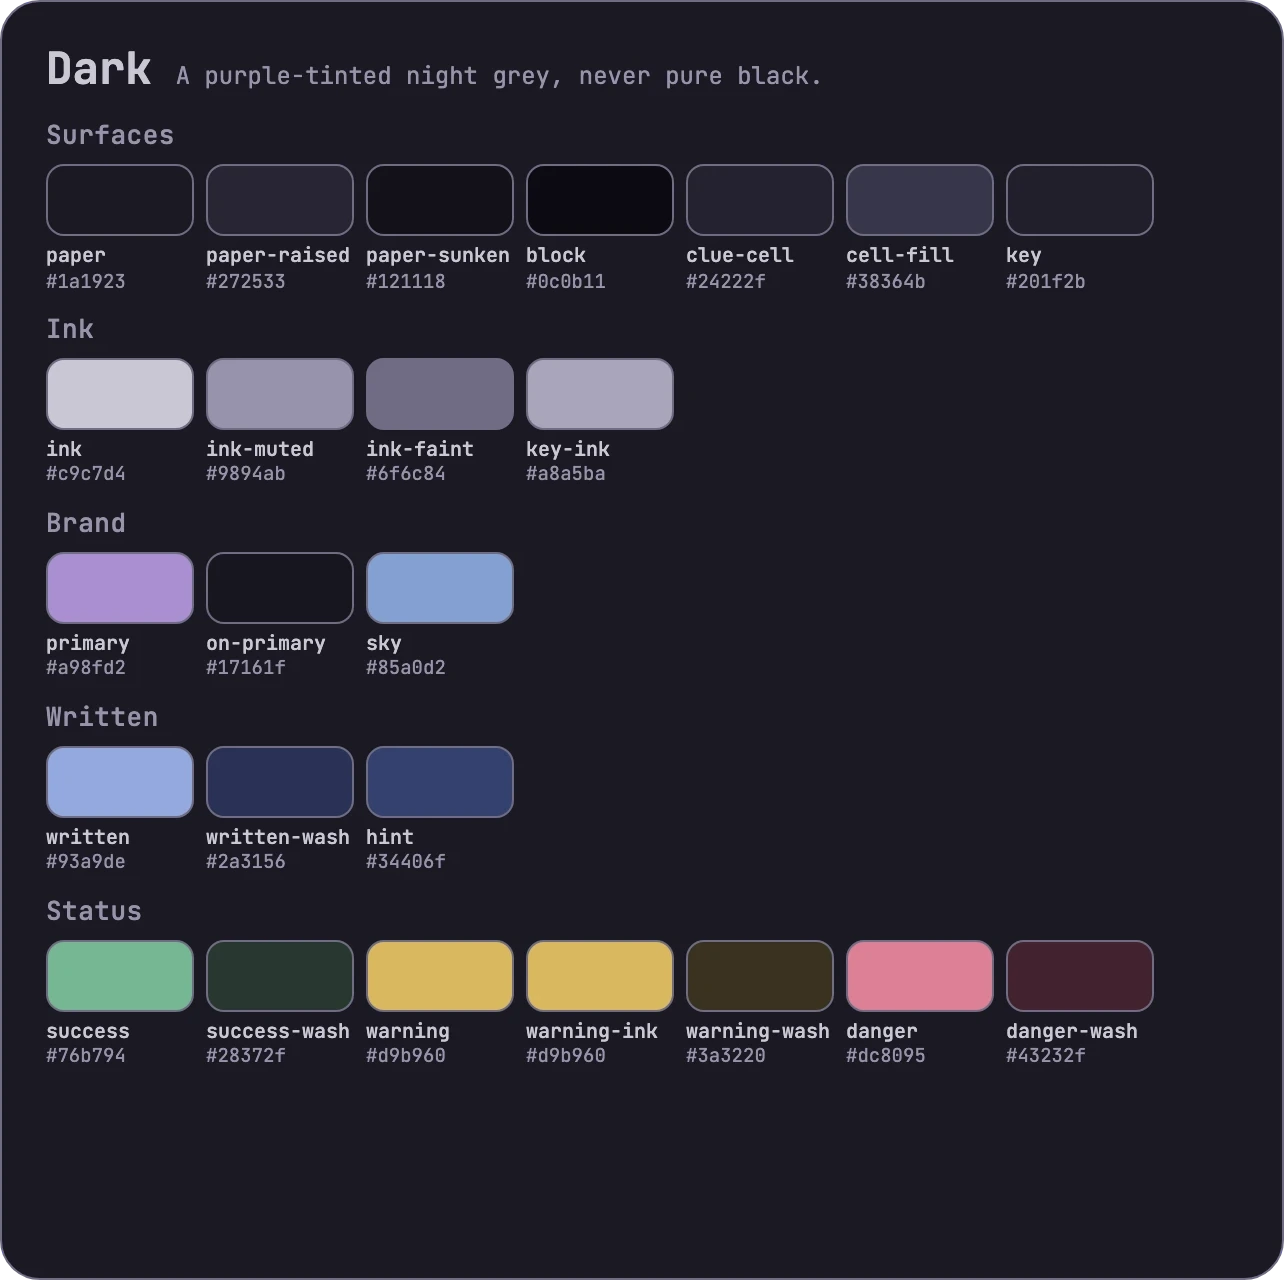 Dark A purple-tinted night grey, never pure black.
Surfaces
paper paper-raised paper-sunken block clue-cell cell-fill key
#1a1923 #272533 #121118 #0c0b11 #24222f #38364b #201f2b
Ink
ink ink-muted ink-faint key-ink
#c9c7d4 #9894ab #6f6c84 #a8a5ba
Brand
primary on-primary sky
#a98fd2 #17161f #85a0d2
Written
written written-wash hint
#93a9de #2a3156 #34406f
Status
success success-wash warning warning-ink warning-wash danger danger-wash
#76b794 #28372f #d9b960 #d9b960 #3a3220 #dc8095 #43232f